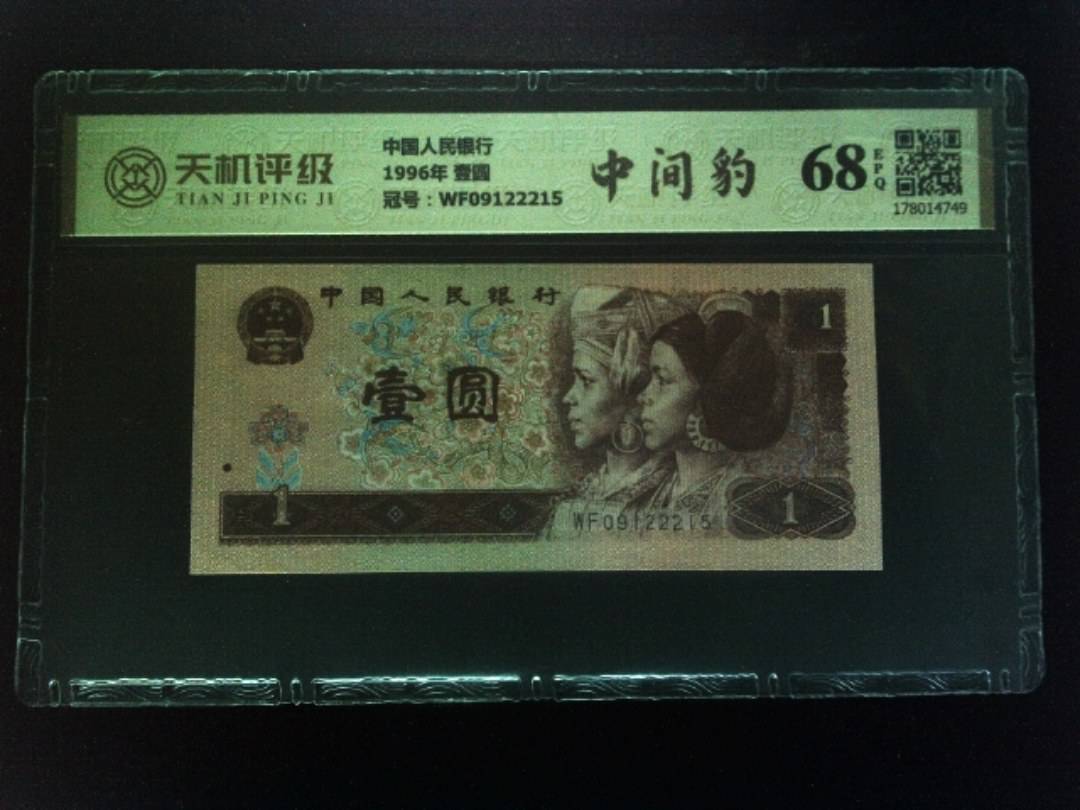 天机评级
TIAN JI PING JI
中国人民银行
1996年 壹圆
冠号：WF09122215
中间豹
68
EPQ
178014749
中国人民银行
壹圆
1
1
WF09122215
1